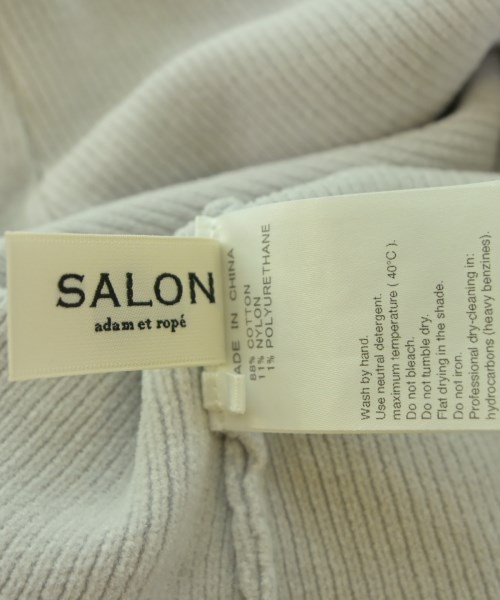 SALON
adam et ropé
ADE IN CHINA
88% COTTON
11% NYLON
1% POLYURETHANE
Wash by hand.
Use neutral detergent.
maximum temperature ( 40°C ).
Do not bleach.
Do not tumble dry.
Flat drying in the shade.
Do not iron.
Professional dry-cleaning in:
hydrocarbons (heavy benzines).